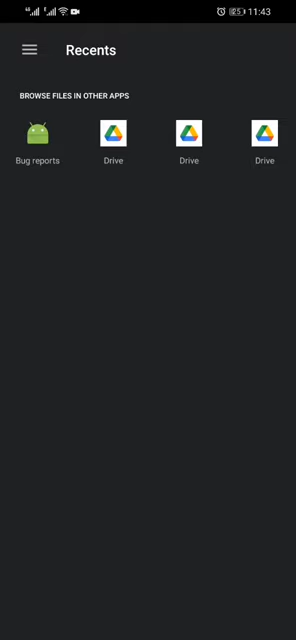 11:43
Recents
BROWSE FILES IN OTHER APPS
Bug reports Drive Drive Drive